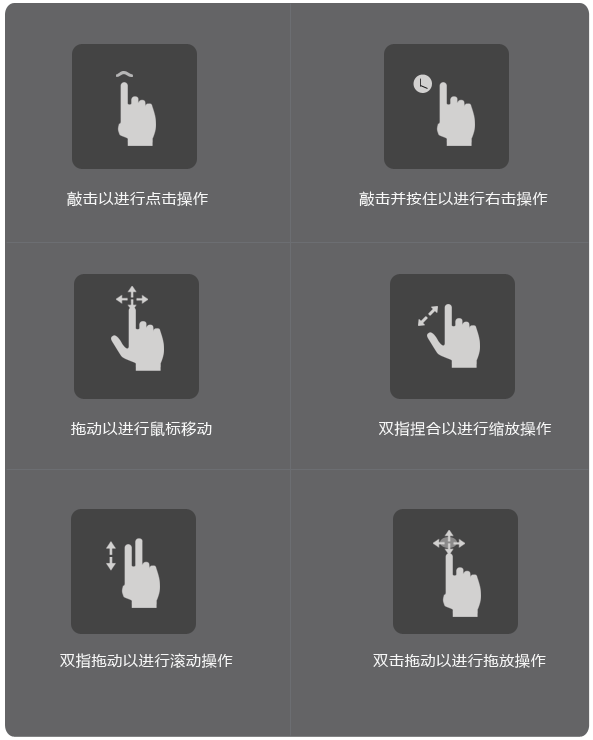 敲击以进行点击操作
敲击并按住以进行右击操作
拖动以进行鼠标移动
双指捏合以进行缩放操作
双指拖动以进行滚动操作
双击拖动以进行拖放操作